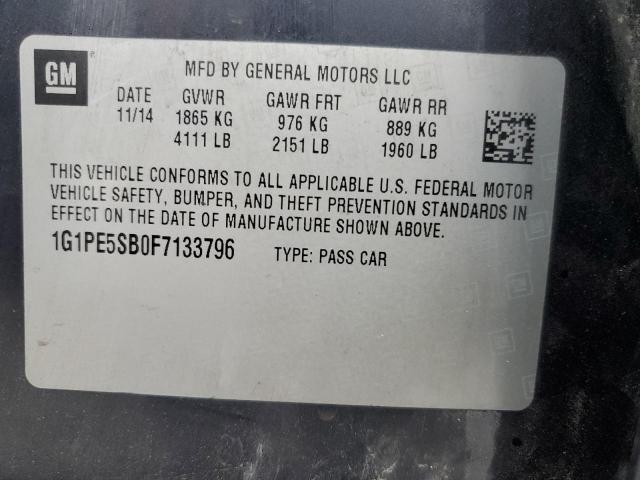 GM
MFD BY GENERAL MOTORS LLC
DATE GVWR GAWR FRT GAWR RR
11/14 1865 KG 976 KG 889 KG
4111 LB 2151 LB 1960 LB
THIS VEHICLE CONFORMS TO ALL APPLICABLE U.S. FEDERAL MOTOR
VEHICLE SAFETY, BUMPER, AND THEFT PREVENTION STANDARDS IN
EFFECT ON THE DATE OF MANUFACTURE SHOWN ABOVE.
1G1PE5SB0F7133796 TYPE: PASS CAR